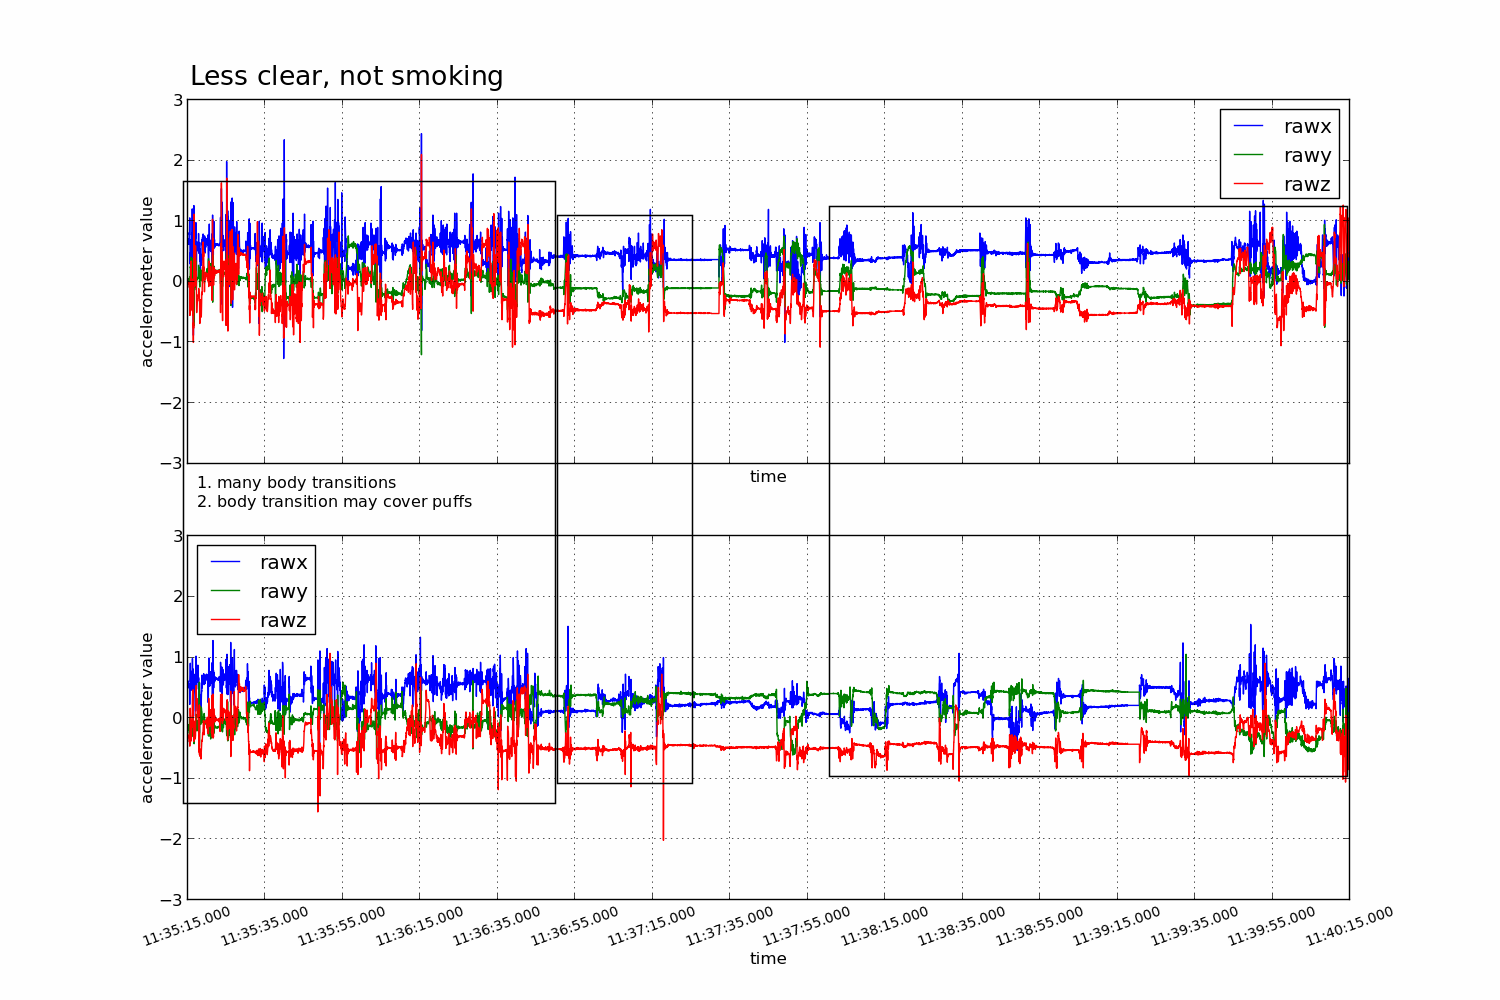 Less clear, not smoking
3
2
1
0
−1
−2
−3
accelerometer value
rawx
rawy
rawz
time
1. many body transitions
2. body transition may cover puffs
3
2
1
0
−1
−2
−3
accelerometer value
rawx
rawy
rawz
11:35:15.000
11:35:35.000
11:35:55.000
11:36:15.000
11:36:35.000
11:36:55.000
11:37:15.000
11:37:35.000
11:37:55.000
11:38:15.000
11:38:35.000
11:38:55.000
11:39:15.000
11:39:35.000
11:39:55.000
11:40:15.000
time